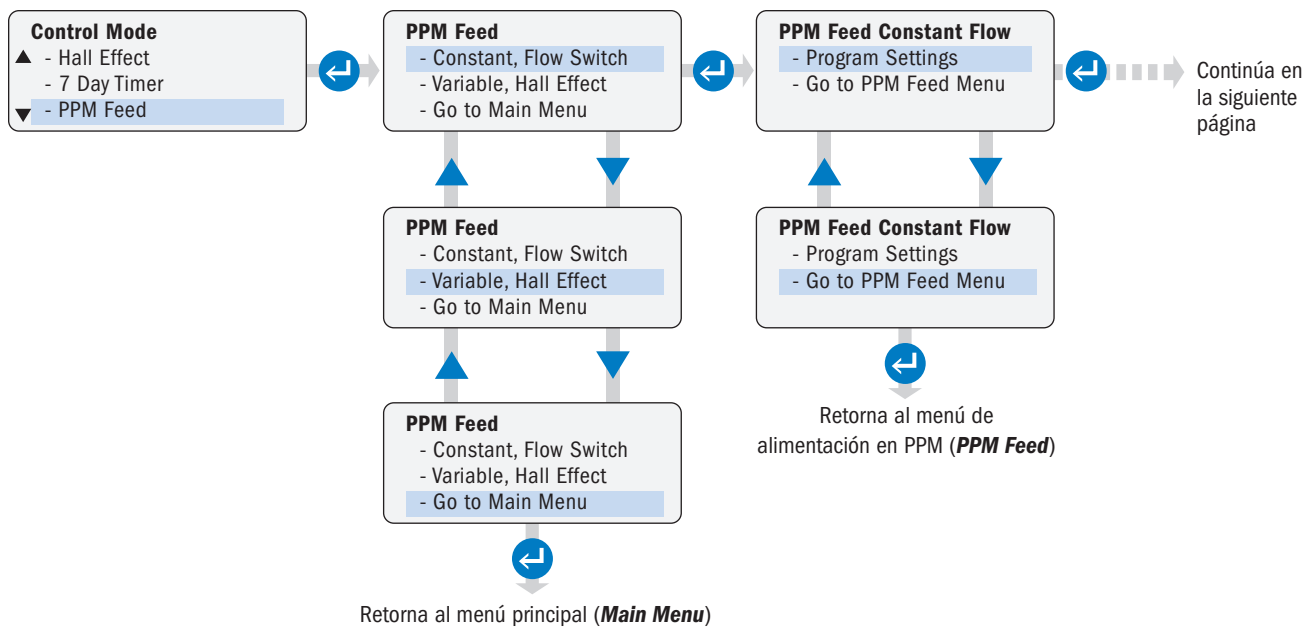 Control Mode
- Hall Effect
- 7 Day Timer
- PPM Feed
PPM Feed
- Constant, Flow Switch
- Variable, Hall Effect
- Go to Main Menu
PPM Feed Constant Flow
- Program Settings
- Go to PPM Feed Menu
Continúa en
la siguiente
página
PPM Feed
- Constant, Flow Switch
- Variable, Hall Effect
- Go to Main Menu
PPM Feed Constant Flow
- Program Settings
- Go to PPM Feed Menu
PPM Feed
- Constant, Flow Switch
- Variable, Hall Effect
- Go to Main Menu
Retorna al menú de
alimentación en PPM (PPM Feed)
Retorna al menú principal (Main Menu)